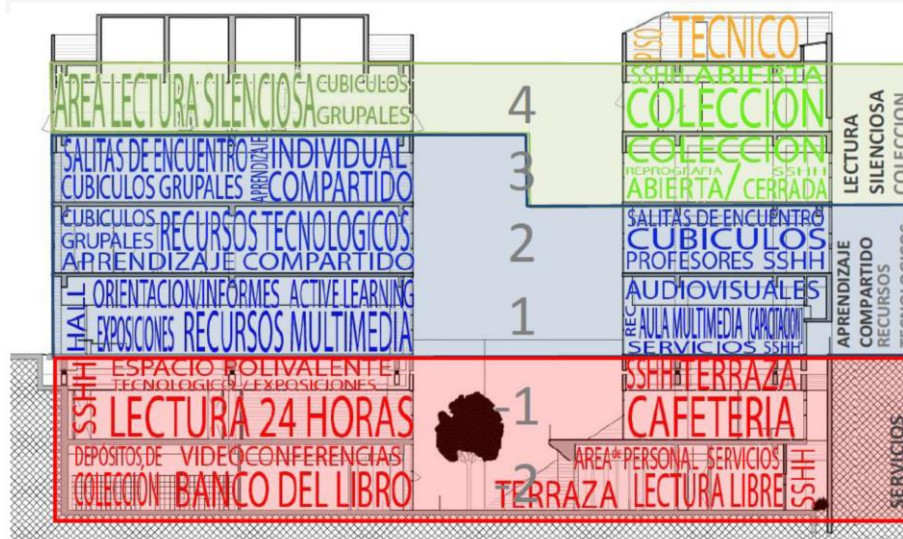 PISO TECNICO
AREA LECTURA SILENCIOSA CUBICULOS GRUPALES
4
SSHH ABIERTA
COLECCION
SALITAS DE ENCUENTRO
CUBICULOS GRUPALES
APRENDIZAJE INDIVIDUAL
COMPARTIDO
3
COLECCION
REPROGRAFIA SSHH
ABIERTA/ CERRADA
LECTURA
SILENCIOSA
COLECCION
CUBICULOS
GRUPALES
RECURSOS TECNOLOGICOS
APRENDIZAJE COMPARTIDO
2
SALITAS DE ENCUENTRO
CUBICULOS
PROFESORES SSHH
HALL
ORIENTACION/INFORMES ACTIVE LEARNING
EXPOSICONES RECURSOS MULTIMEDIA
1
AUDIOVISUALES
REC
AULA MULTIMEDIA (CAPACITACION)
SERVICIOS SSHH
APRENDIZAJE
COMPARTIDO
RECURSOS
SSHH
ESPACIO POLIVALENTE
TECNOLOGICO / EXPOSICIONES
LECTURA 24 HORAS
-1
SSHH TERRAZA
CAFETERIA
DEPÓSITOS DE
COLECCIÓN
VIDEOCONFERENCIAS
BANCO DEL LIBRO
-2
TERRAZA
AREA de PERSONAL SERVICIOS
LECTURA LIBRE
SSHH
SERVICIOS